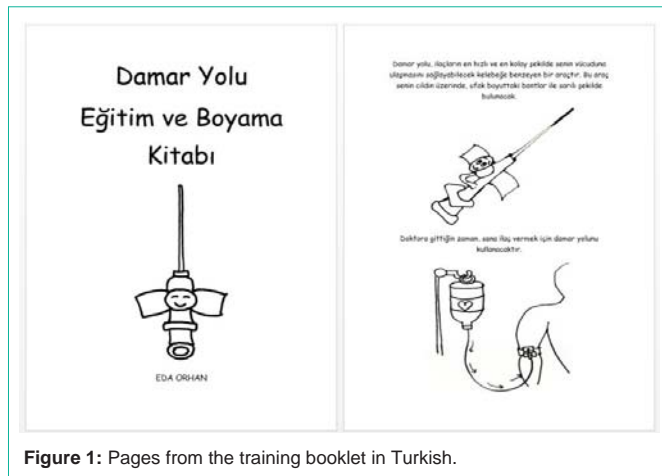 Damar Yolu
Eğitim ve Boyama
Kitabı
EDA ORHAN
Damar yolu, ilaçların en hızlı ve en kolay şekilde senin vücuduna
ulaşmasını sağlayabilecek kelebeğe benzeyen bir araçtır. Bu araç
senin cildin üzerinde, ufak boyuttaki bantlar ile sarılı şekilde
bulunacak.
Doktora gittiğin zaman, sana ilaç vermek için damar yolunu
kullanacaktır.
Figure 1: Pages from the training booklet in Turkish.